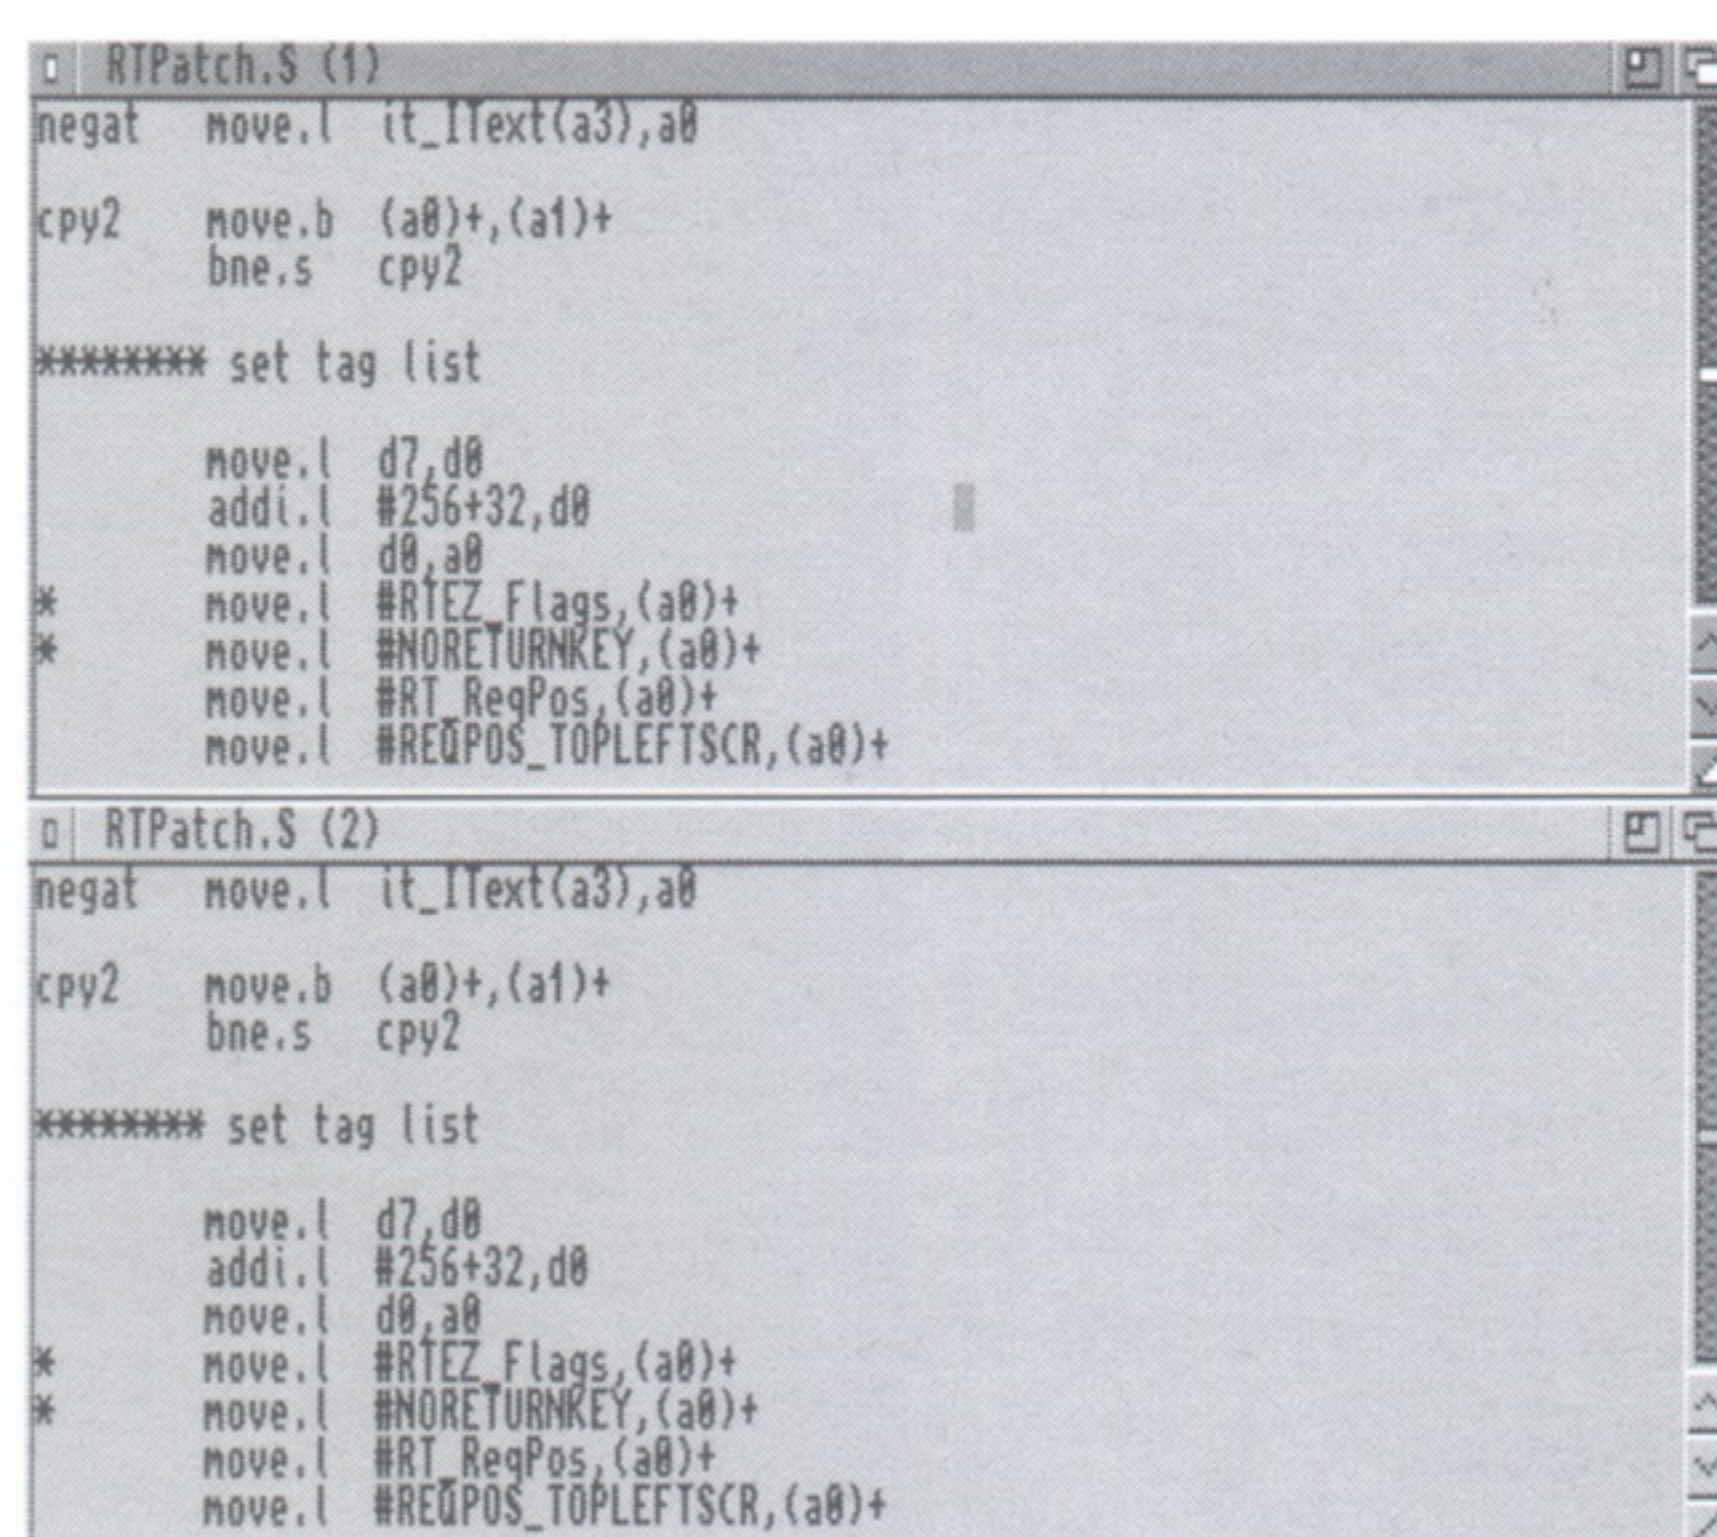 RTPatch.S (1)
negat   move.l  it_IText(a3),a0
cpy2    move.b  (a0)+,(a1)+
        bne.s   cpy2
******** set tag list
        move.l  d7,d0
        addi.l  #256+32,d0
        move.l  d0,a0
*       move.l  #RTEZ_Flags,(a0)+
*       move.l  #NORETURNKEY,(a0)+
        move.l  #RT_ReqPos,(a0)+
        move.l  #REQPOS_TOPLEFTSCR,(a0)+
RTPatch.S (2)
negat   move.l  it_IText(a3),a0
cpy2    move.b  (a0)+,(a1)+
        bne.s   cpy2
******** set tag list
        move.l  d7,d0
        addi.l  #256+32,d0
        move.l  d0,a0
*       move.l  #RTEZ_Flags,(a0)+
*       move.l  #NORETURNKEY,(a0)+
        move.l  #RT_ReqPos,(a0)+
        move.l  #REQPOS_TOPLEFTSCR,(a0)+